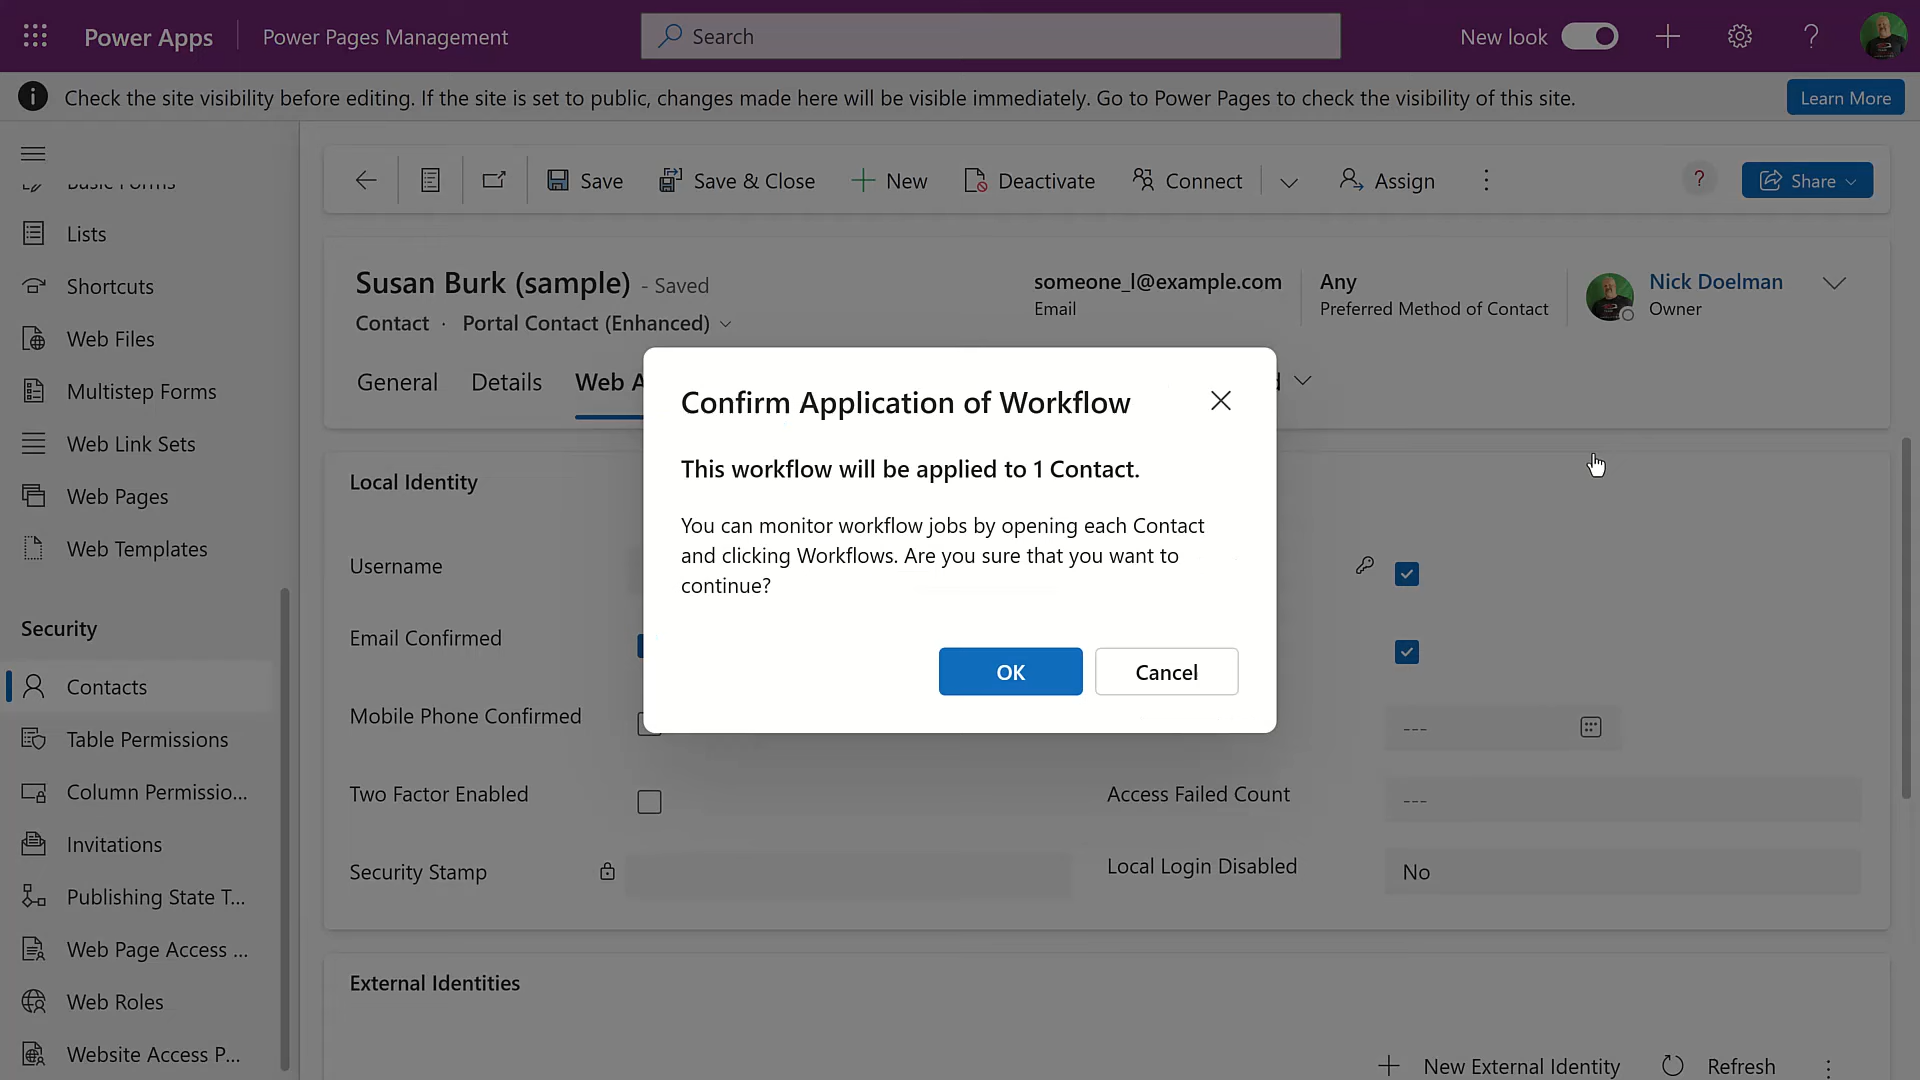 Power Apps
Power Pages Management
Search
New look
Check the site visibility before editing. If the site is set to public, changes made here will be visible immediately. Go to Power Pages to check the visibility of this site.
Learn More
Basic Forms
Lists
Shortcuts
Web Files
Multistep Forms
Web Link Sets
Web Pages
Web Templates
Security
Contacts
Table Permissions
Column Permissio...
Invitations
Publishing State T...
Web Page Access ...
Web Roles
Website Access P...
Save
Save & Close
New
Deactivate
Connect
Assign
?
Share
Susan Burk (sample) - Saved
Contact · Portal Contact (Enhanced)
someone_l@example.com
Email
Any
Preferred Method of Contact
Nick Doelman
Owner
General
Details
Web A
Confirm Application of Workflow
This workflow will be applied to 1 Contact.
You can monitor workflow jobs by opening each Contact
and clicking Workflows. Are you sure that you want to
continue?
OK
Cancel
Local Identity
Username
Email Confirmed
Mobile Phone Confirmed
---
Two Factor Enabled
Access Failed Count
---
Security Stamp
Local Login Disabled
No
External Identities
New External Identity
Refresh